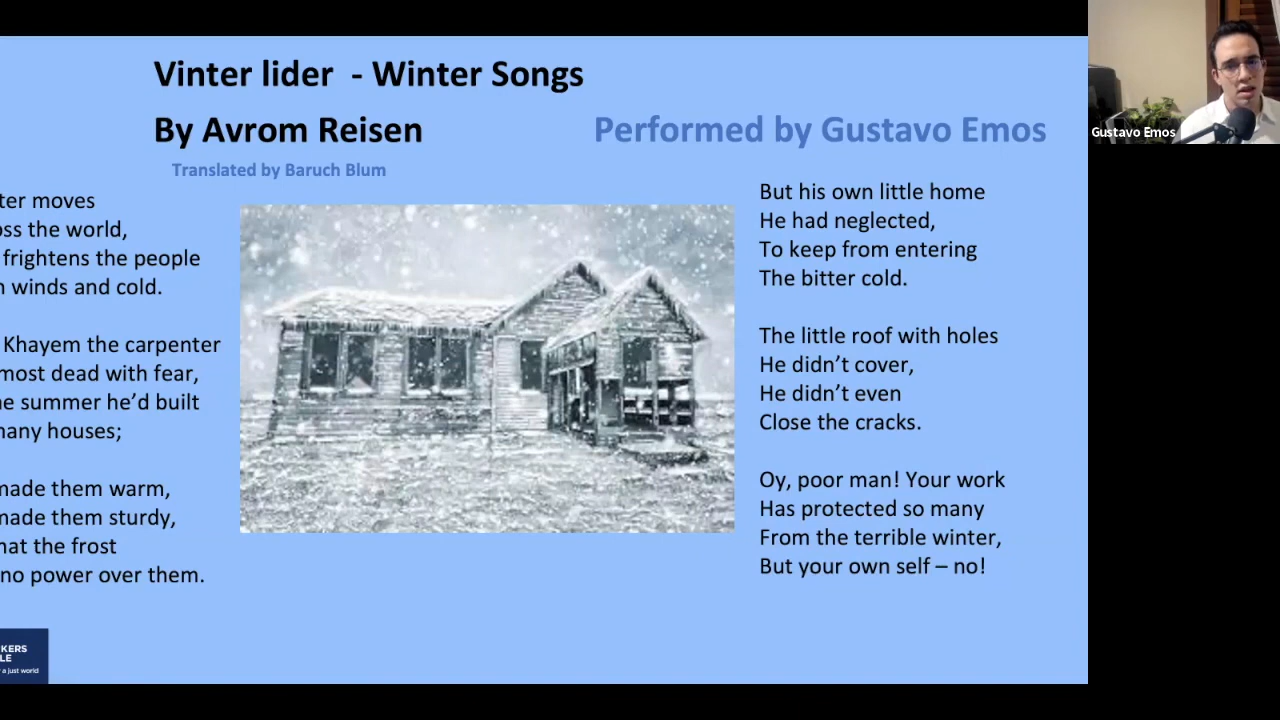 Vinter lider - Winter Songs
By Avrom Reisen
Performed by Gustavo Emos
Translated by Baruch Blum
Gustavo Emos
ter moves
oss the world,
frightens the people
n winds and cold.
Khayem the carpenter
most dead with fear,
e summer he’d built
many houses;
made them warm,
made them sturdy,
hat the frost
no power over them.
But his own little home
He had neglected,
To keep from entering
The bitter cold.
The little roof with holes
He didn’t cover,
He didn’t even
Close the cracks.
Oy, poor man! Your work
Has protected so many
From the terrible winter,
But your own self – no!
KERS
LE
a just world